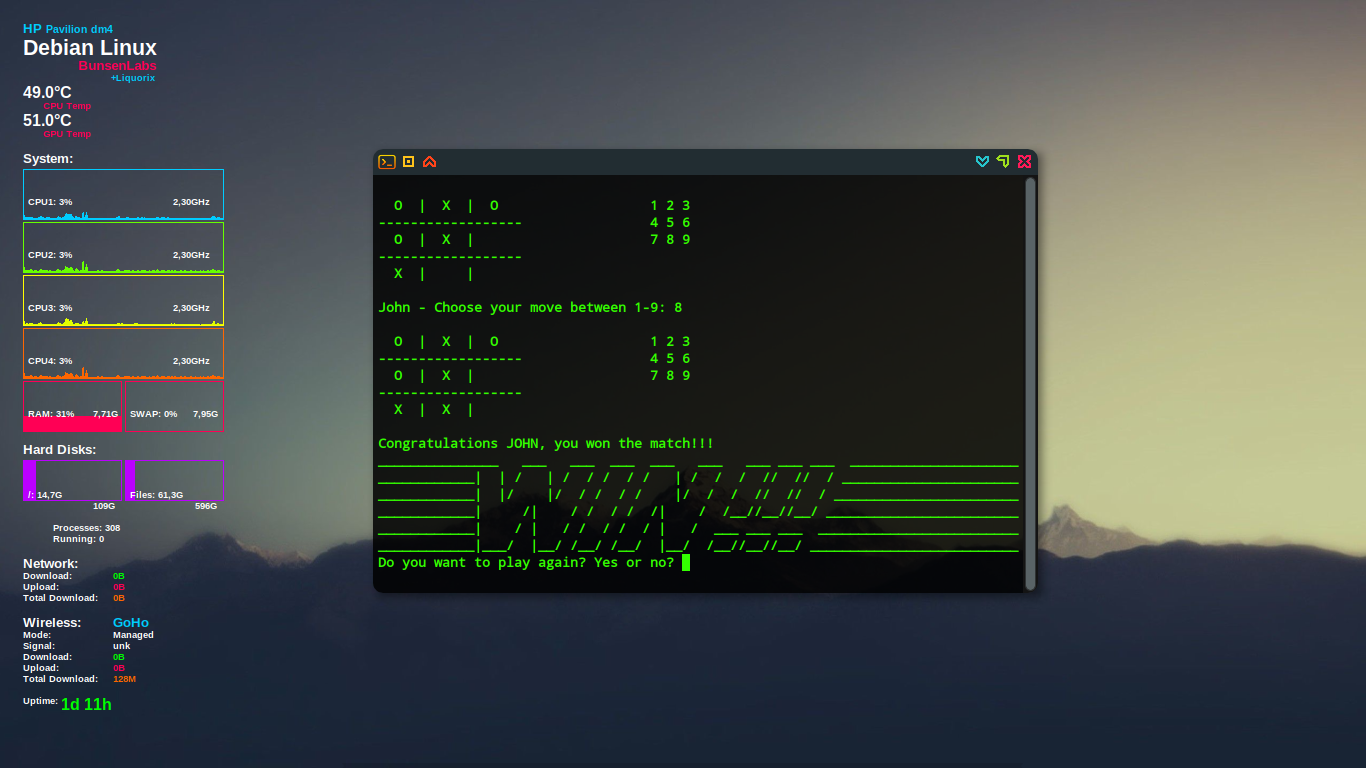 HP Pavilion dm4
Debian Linux
BunsenLabs
+Liquorix
49.0°C
CPU Temp
51.0°C
GPU Temp
System:
CPU1: 3% 2,30GHz
CPU2: 3% 2,30GHz
CPU3: 3% 2,30GHz
CPU4: 3% 2,30GHz
RAM: 31% 7,71G SWAP: 0% 7,95G
Hard Disks:
/: 14,7G Files: 61,3G
109G 596G
Processes: 308
Running: 0
Network:
Download: 0B
Upload: 0B
Total Download: 0B
Wireless: GoHo
Mode: Managed
Signal: unk
Download: 0B
Upload: 0B
Total Download: 128M
Uptime: 1d 11h
O | X | O 1 2 3
------------------ 4 5 6
O | X | 7 8 9
------------------
X | |
John - Choose your move between 1-9: 8
O | X | O 1 2 3
------------------ 4 5 6
O | X | 7 8 9
------------------
X | X |
Congratulations JOHN, you won the match!!!
Do you want to play again? Yes or no?